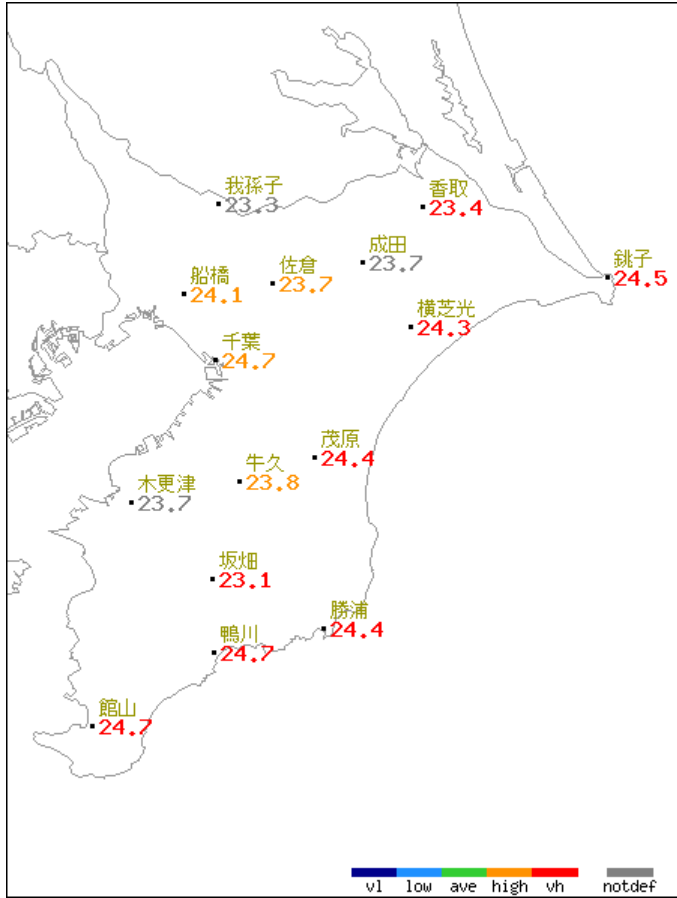 我孫子
23.3
香取
23.4
成田
23.7
銚子
24.5
船橋
24.1
佐倉
23.7
横芝光
24.3
千葉
24.7
茂原
24.4
牛久
23.8
木更津
23.7
坂畑
23.1
勝浦
24.4
鴨川
24.7
館山
24.7
vl low ave high vh notdef